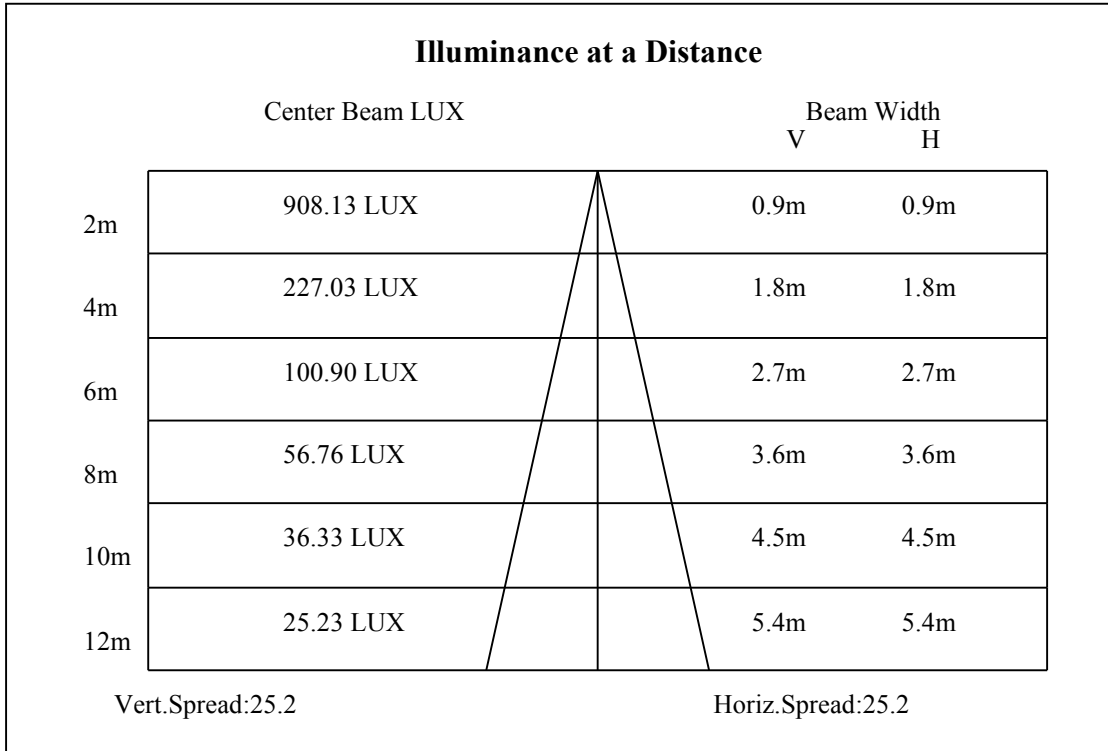 Illuminance at a Distance
Center Beam LUX Beam Width
V H
2m 908.13 LUX 0.9m 0.9m
4m 227.03 LUX 1.8m 1.8m
6m 100.90 LUX 2.7m 2.7m
8m 56.76 LUX 3.6m 3.6m
10m 36.33 LUX 4.5m 4.5m
12m 25.23 LUX 5.4m 5.4m
Vert.Spread:25.2 Horiz.Spread:25.2